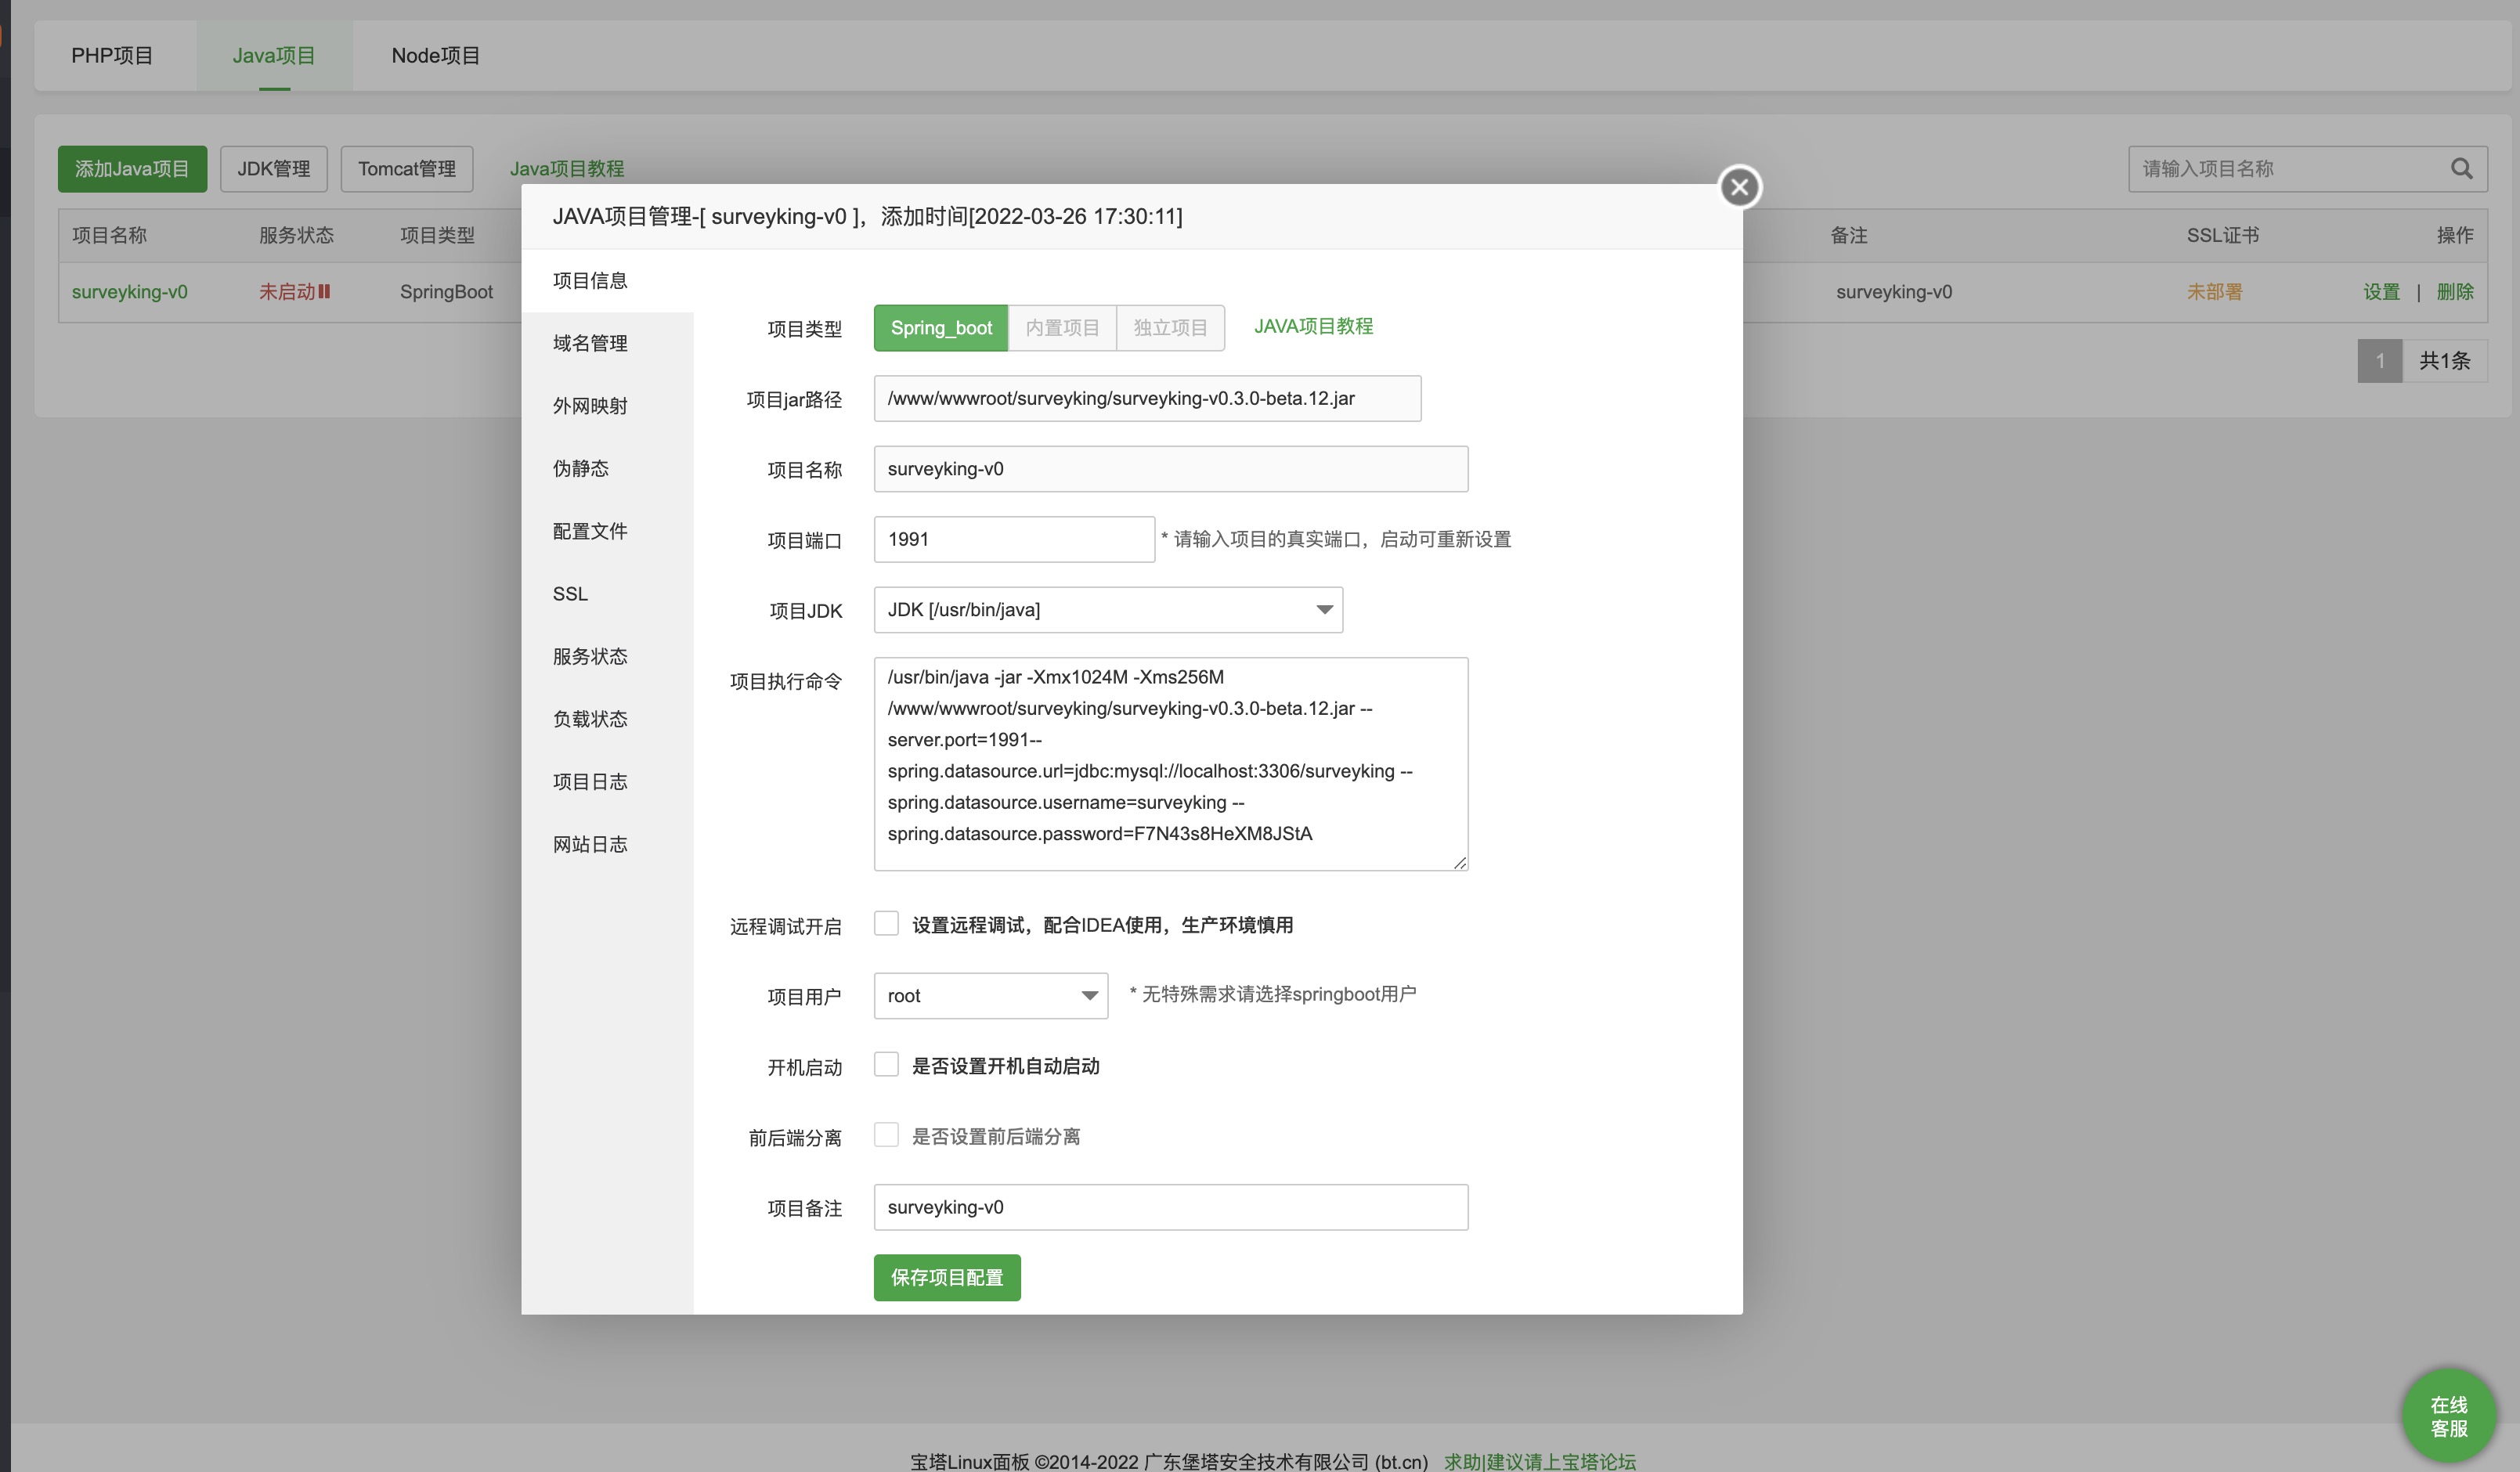 PHP项目
Java项目
Node项目
添加Java项目
JDK管理
Tomcat管理
Java项目教程
请输入项目名称
项目名称
服务状态
项目类型
备注
SSL证书
操作
surveyking-v0
未启动
SpringBoot
surveyking-v0
未部署
设置 | 删除
1
共1条
JAVA项目管理-[ surveyking-v0 ]，添加时间[2022-03-26 17:30:11]
项目信息
域名管理
外网映射
伪静态
配置文件
SSL
服务状态
负载状态
项目日志
网站日志
项目类型
Spring_boot
内置项目
独立项目
JAVA项目教程
项目jar路径
/www/wwwroot/surveyking/surveyking-v0.3.0-beta.12.jar
项目名称
surveyking-v0
项目端口
1991
* 请输入项目的真实端口，启动可重新设置
项目JDK
JDK [/usr/bin/java]
项目执行命令
/usr/bin/java -jar -Xmx1024M -Xms256M
/www/wwwroot/surveyking/surveyking-v0.3.0-beta.12.jar --
server.port=1991--
spring.datasource.url=jdbc:mysql://localhost:3306/surveyking --
spring.datasource.username=surveyking --
spring.datasource.password=F7N43s8HeXM8JStA
远程调试开启
设置远程调试，配合IDEA使用，生产环境慎用
项目用户
root
* 无特殊需求请选择springboot用户
开机启动
是否设置开机自动启动
前后端分离
是否设置前后端分离
项目备注
surveyking-v0
保存项目配置
在线
客服
宝塔Linux面板 ©2014-2022 广东堡塔安全技术有限公司 (bt.cn) 求助|建议请上宝塔论坛